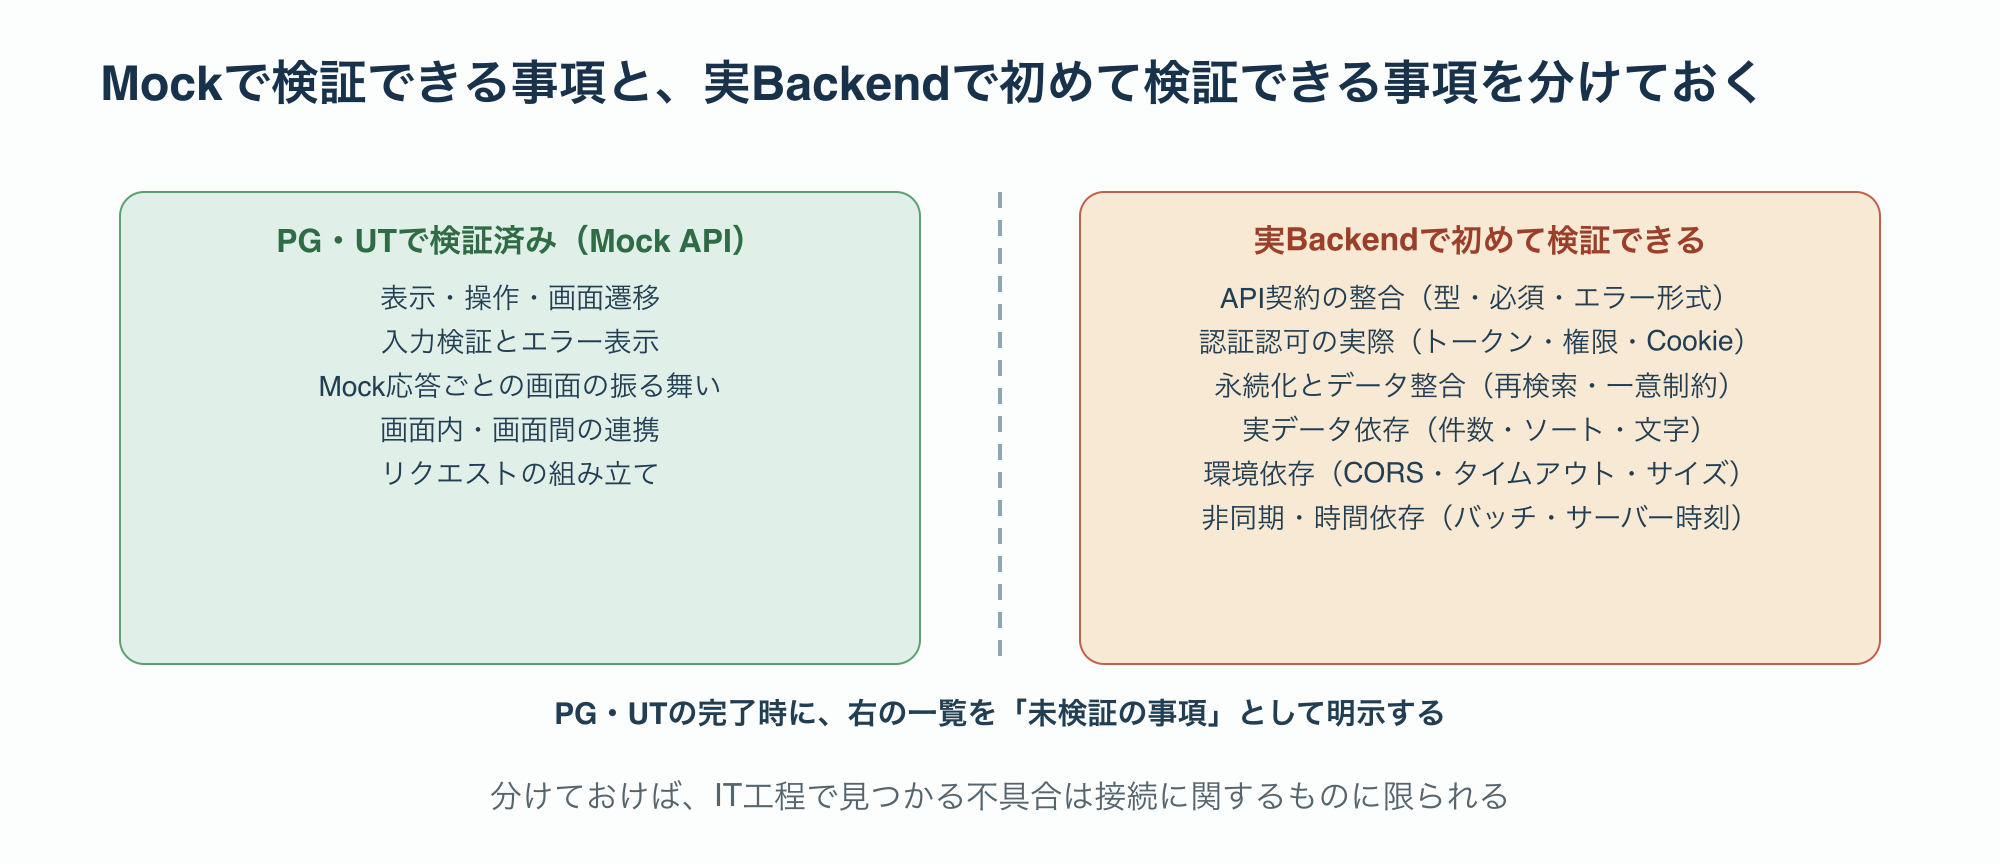 Mockで検証できる事項と、実Backendで初めて検証できる事項を分けておく
PG・UTで検証済み（Mock API）
表示・操作・画面遷移
入力検証とエラー表示
Mock応答ごとの画面の振る舞い
画面内・画面間の連携
リクエストの組み立て
実Backendで初めて検証できる
API契約の整合（型・必須・エラー形式）
認証認可の実際（トークン・権限・Cookie）
永続化とデータ整合（再検索・一意制約）
実データ依存（件数・ソート・文字）
環境依存（CORS・タイムアウト・サイズ）
非同期・時間依存（バッチ・サーバー時刻）
PG・UTの完了時に、右の一覧を「未検証の事項」として明示する
分けておけば、IT工程で見つかる不具合は接続に関するものに限られる